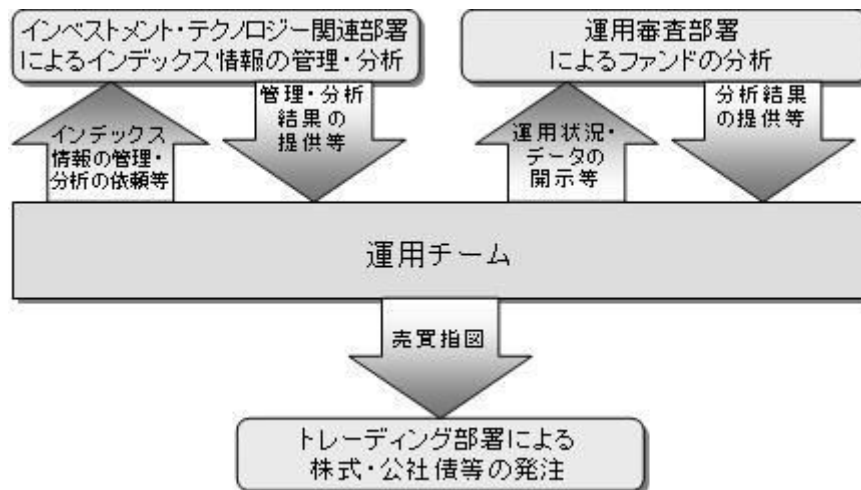 インベストメント・テクノロジー関連部署
によるインデックス情報の管理・分析
運用審査部署
によるファンドの分析
インデックス
情報の管理・
分析の依頼等
管理・分析
結果の
提供等
運用状況・
データの
開示等
分析結果
の提供等
運用チーム
売買指図
トレーディング部署による
株式・公社債等の発注